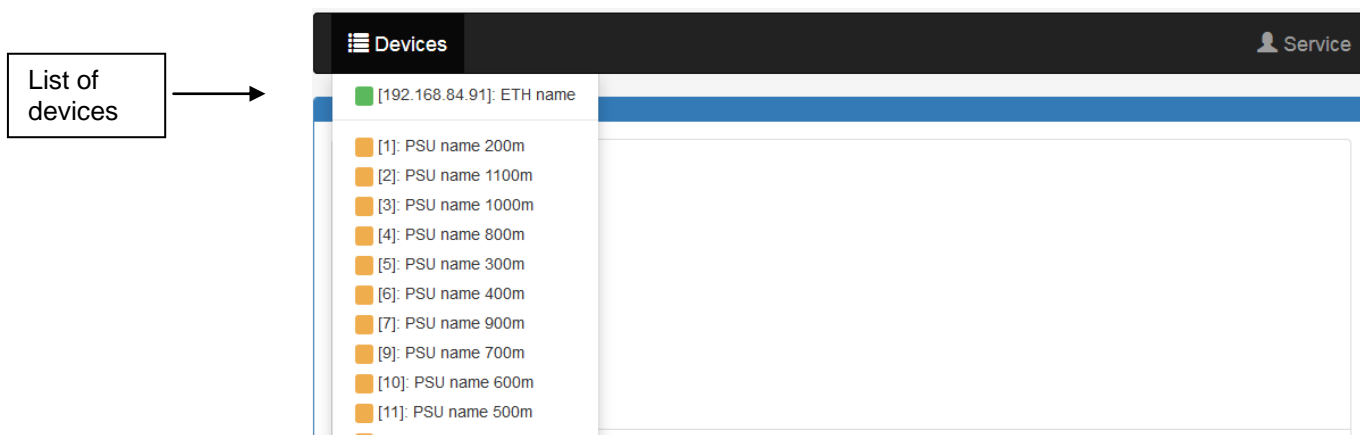 List of
devices
Devices
Service
[192.168.84.91]: ETH name
[1]: PSU name 200m
[2]: PSU name 1100m
[3]: PSU name 1000m
[4]: PSU name 800m
[5]: PSU name 300m
[6]: PSU name 400m
[7]: PSU name 900m
[9]: PSU name 700m
[10]: PSU name 600m
[11]: PSU name 500m